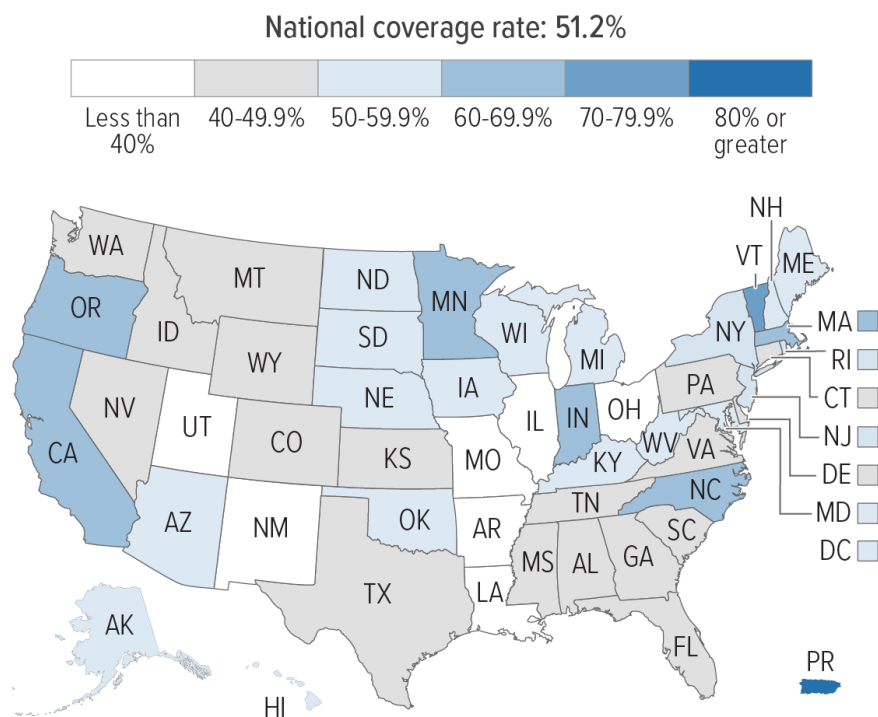 National coverage rate: 51.2%
Less than 40%
40-49.9%
50-59.9%
60-69.9%
70-79.9%
80% or greater
NH
WA
VT
ME
MT
ND
MN
OR
MA
ID
SD
WI
NY
RI
MI
WY
CT
PA
IA
NE
NV
OH
IL
IN
NJ
UT
CO
WV
VA
CA
KS
MO
KY
DE
NC
TN
MD
AZ
OK
NM
AR
SC
DC
MS
AL
GA
TX
LA
AK
FL
PR
HI